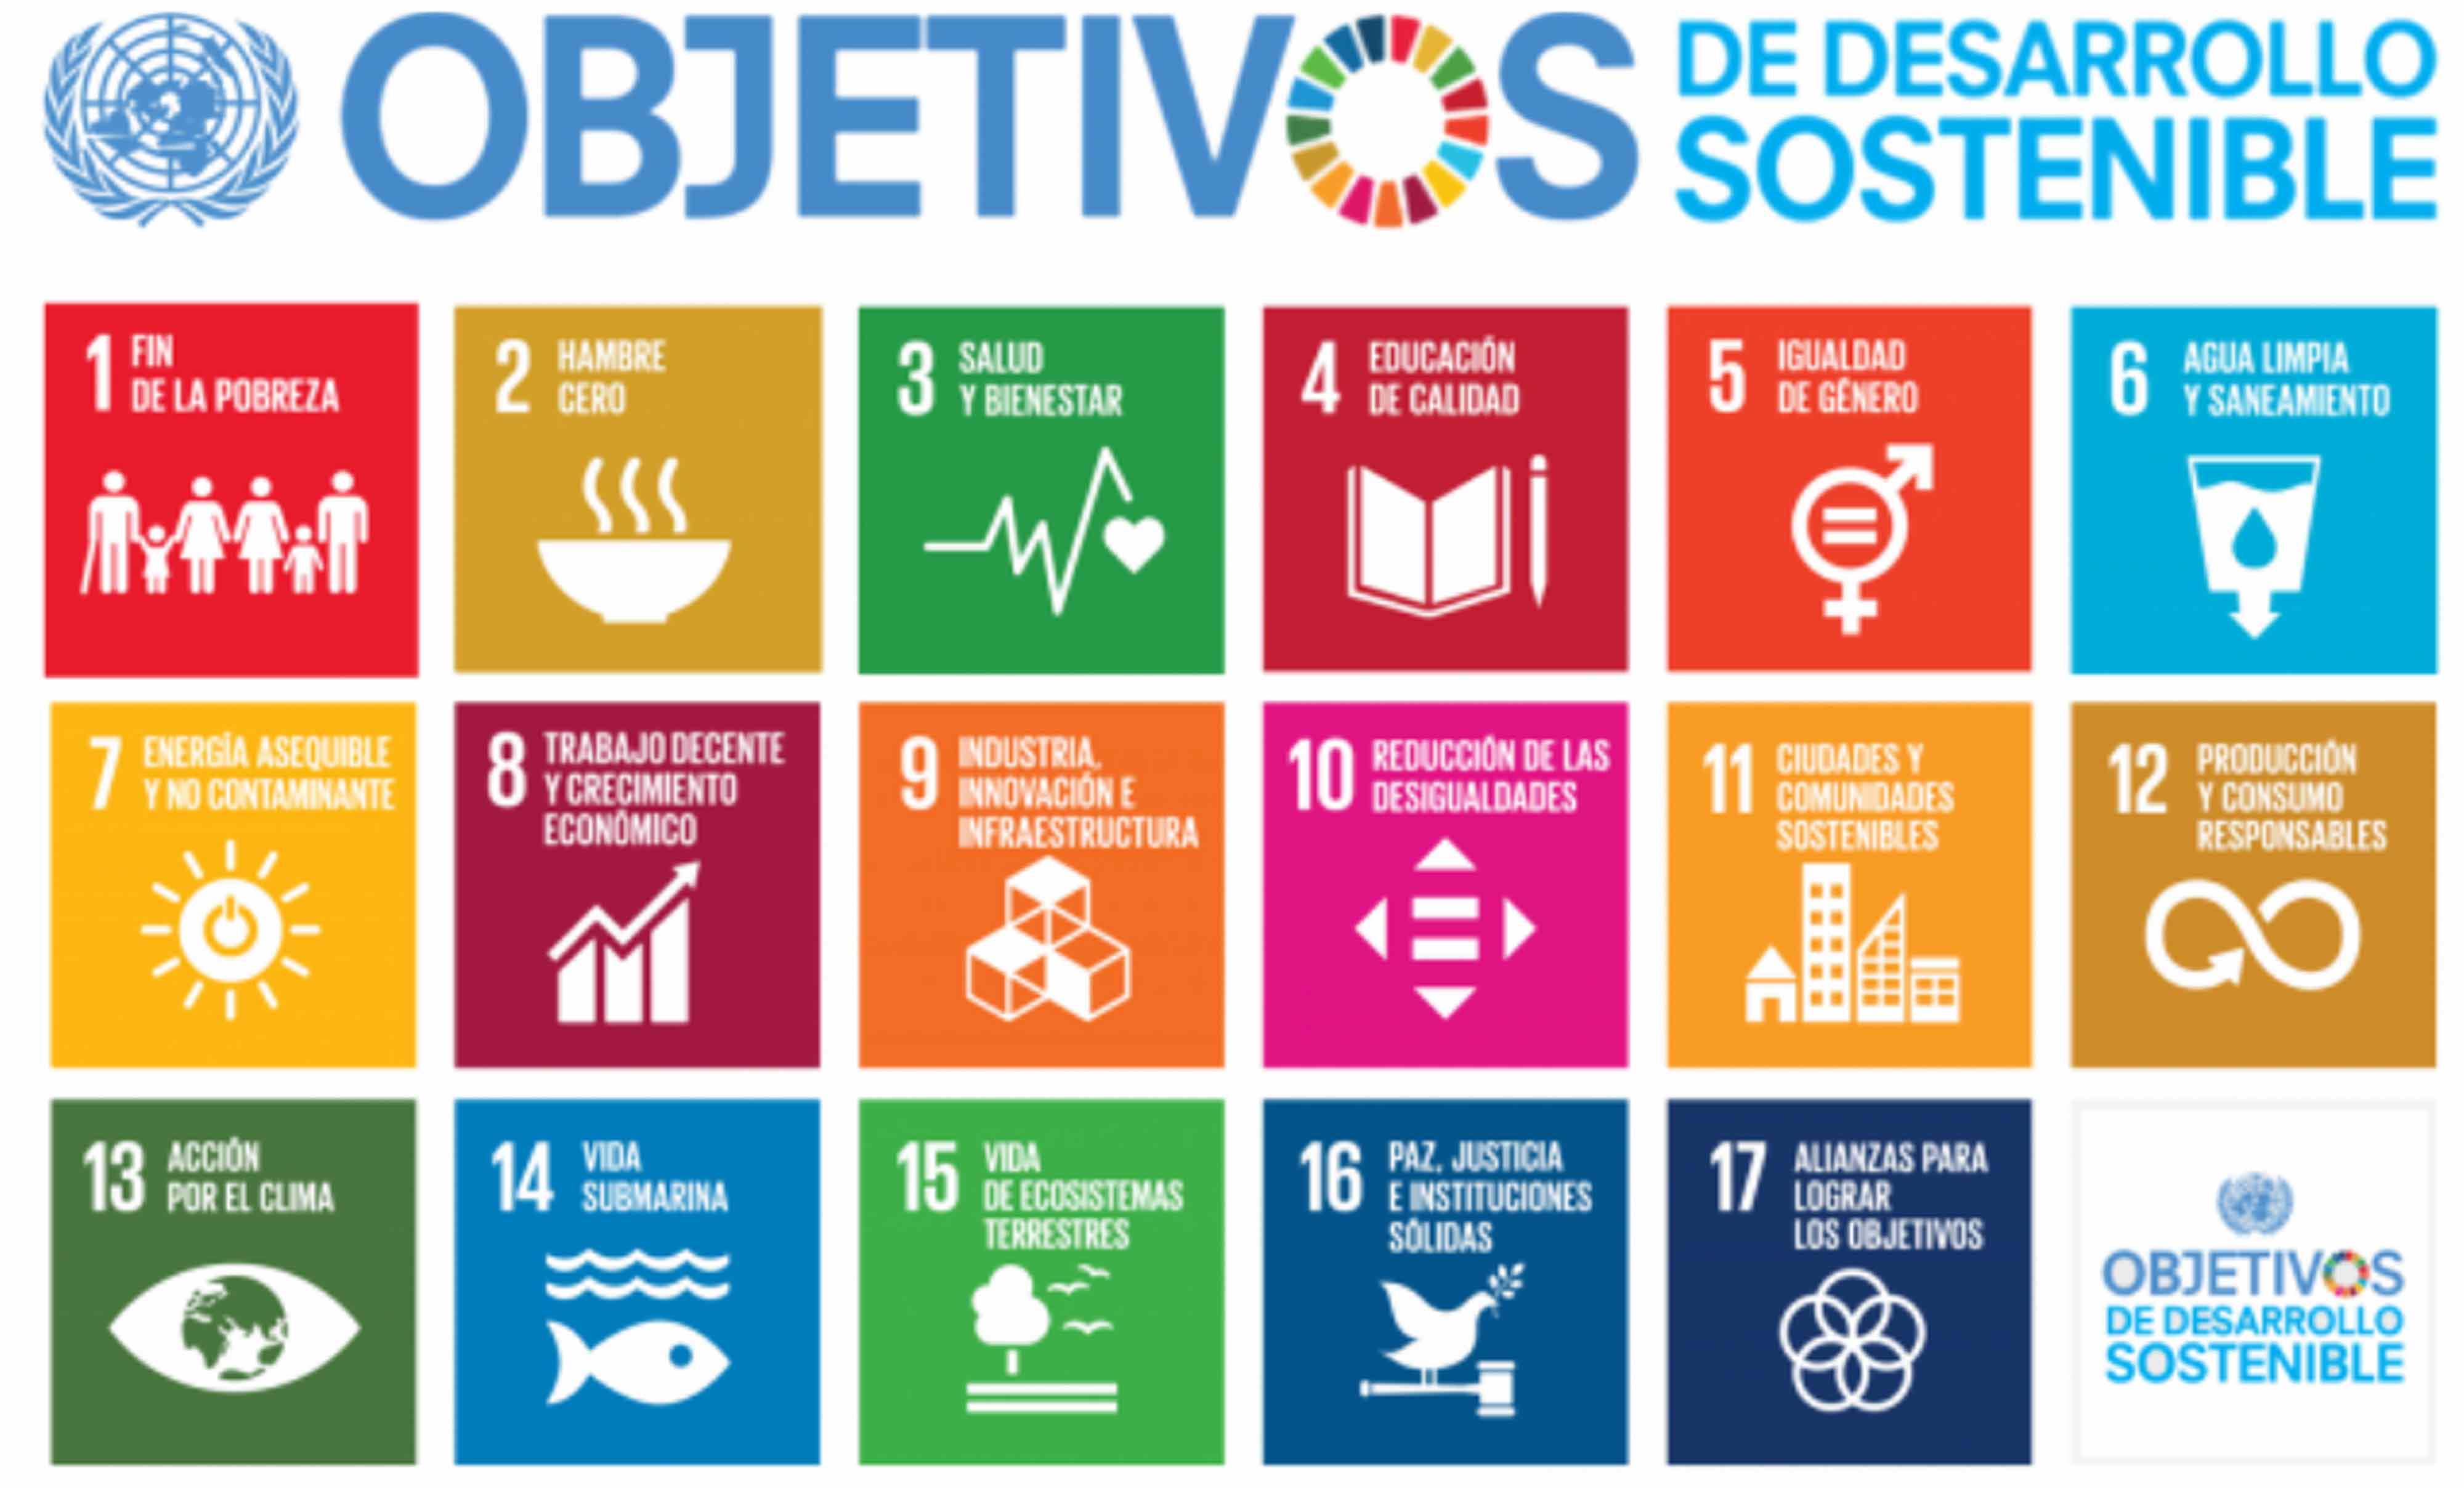 OBJETIVOS
DE DESARROLLO
SOSTENIBLE
1 FIN
DE LA POBREZA
2 HAMBRE
CERO
3 SALUD
Y BIENESTAR
4 EDUCACIÓN
DE CALIDAD
5 IGUALDAD
DE GÉNERO
6 AGUA LIMPIA
Y SANEAMIENTO
7 ENERGÍA ASEQUIBLE
Y NO CONTAMINANTE
8 TRABAJO DECENTE
Y CRECIMIENTO
ECONÓMICO
9 INDUSTRIA,
INNOVACIÓN E
INFRAESTRUCTURA
10 REDUCCIÓN DE LAS
DESIGUALDADES
11 CIUDADES Y
COMUNIDADES
SOSTENIBLES
12 PRODUCCIÓN
Y CONSUMO
RESPONSABLES
13 ACCIÓN
POR EL CLIMA
14 VIDA
SUBMARINA
15 VIDA
DE ECOSISTEMAS
TERRESTRES
16 PAZ, JUSTICIA
E INSTITUCIONES
SÓLIDAS
17 ALIANZAS PARA
LOGRAR
LOS OBJETIVOS
OBJETIVOS
DE DESARROLLO
SOSTENIBLE